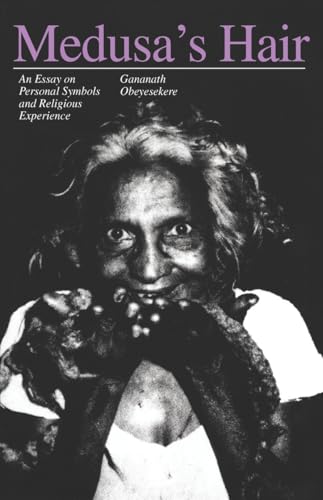 Medusa's Hair
An Essay on
Personal Symbols
and Religious
Experience
Gananath
Obeyesekere